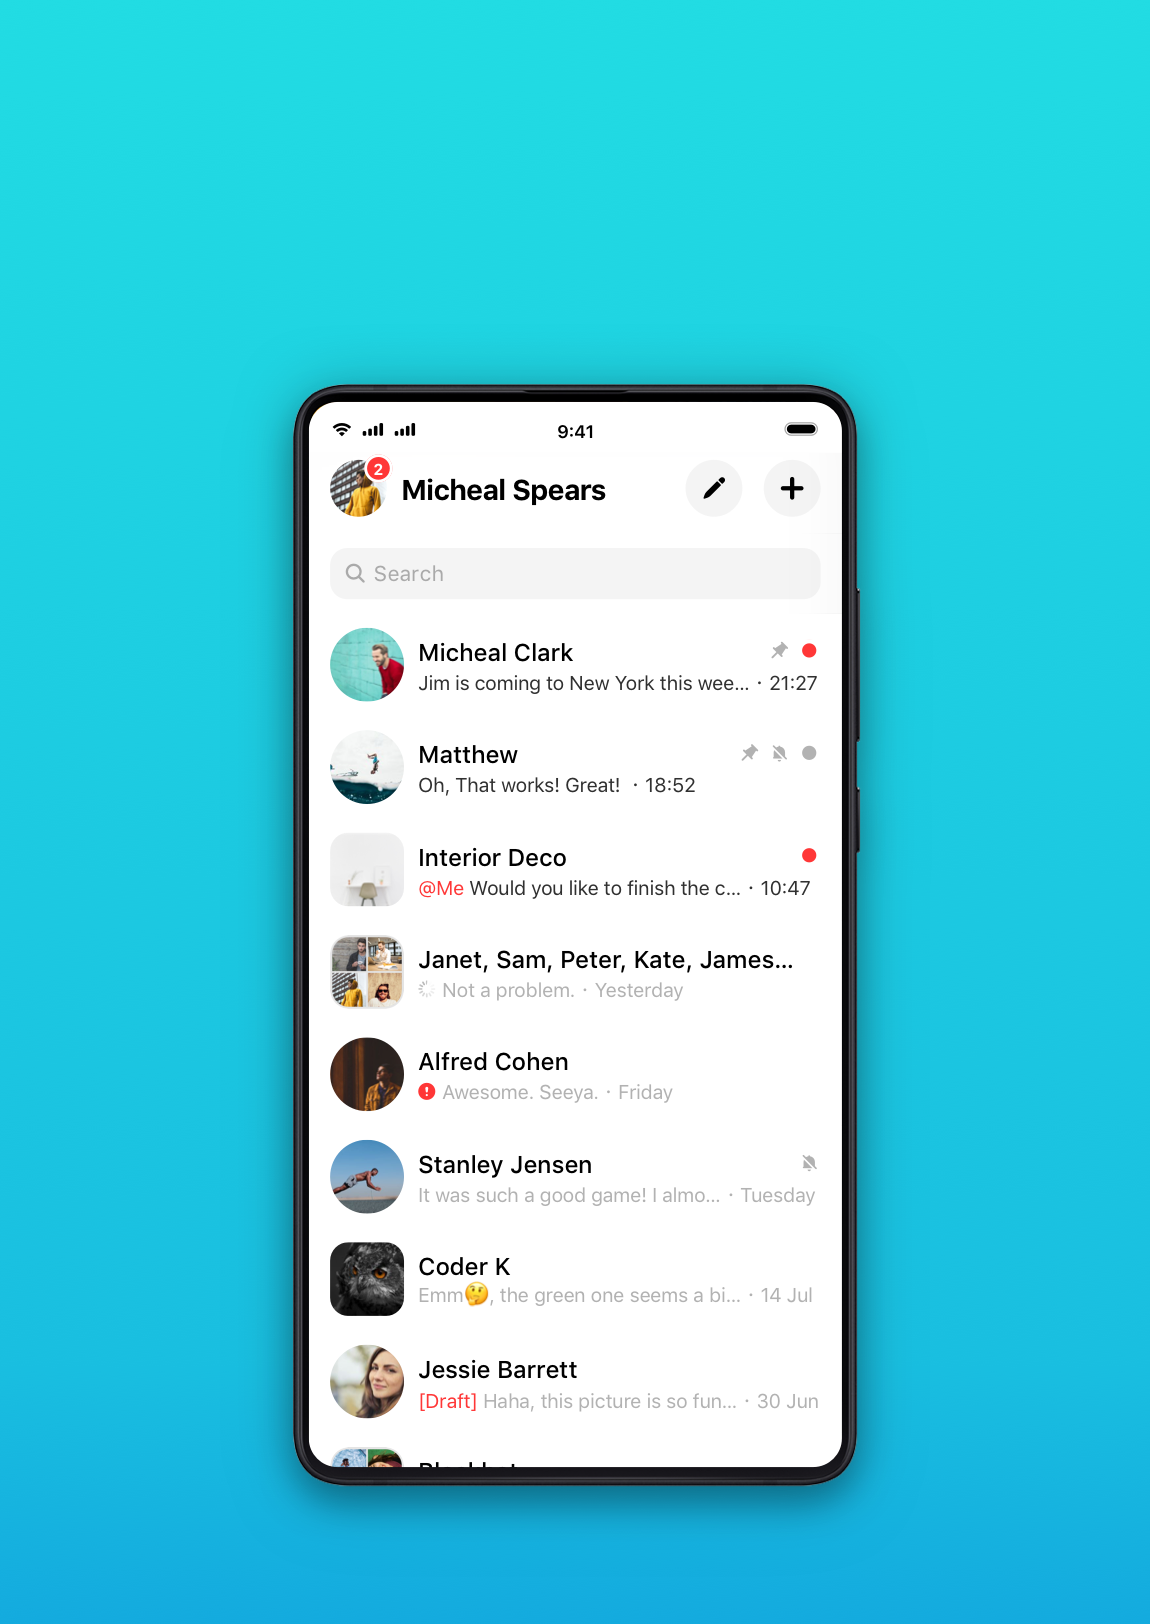 9:41
2
Micheal Spears
Search
Micheal Clark
Jim is coming to New York this wee... · 21:27
Matthew
Oh, That works! Great! · 18:52
Interior Deco
@Me Would you like to finish the c... · 10:47
Janet, Sam, Peter, Kate, James...
Not a problem. · Yesterday
Alfred Cohen
Awesome. Seeya. · Friday
Stanley Jensen
It was such a good game! I almo... · Tuesday
Coder K
Emm🤔, the green one seems a bi... · 14 Jul
Jessie Barrett
[Draft] Haha, this picture is so fun... · 30 Jun